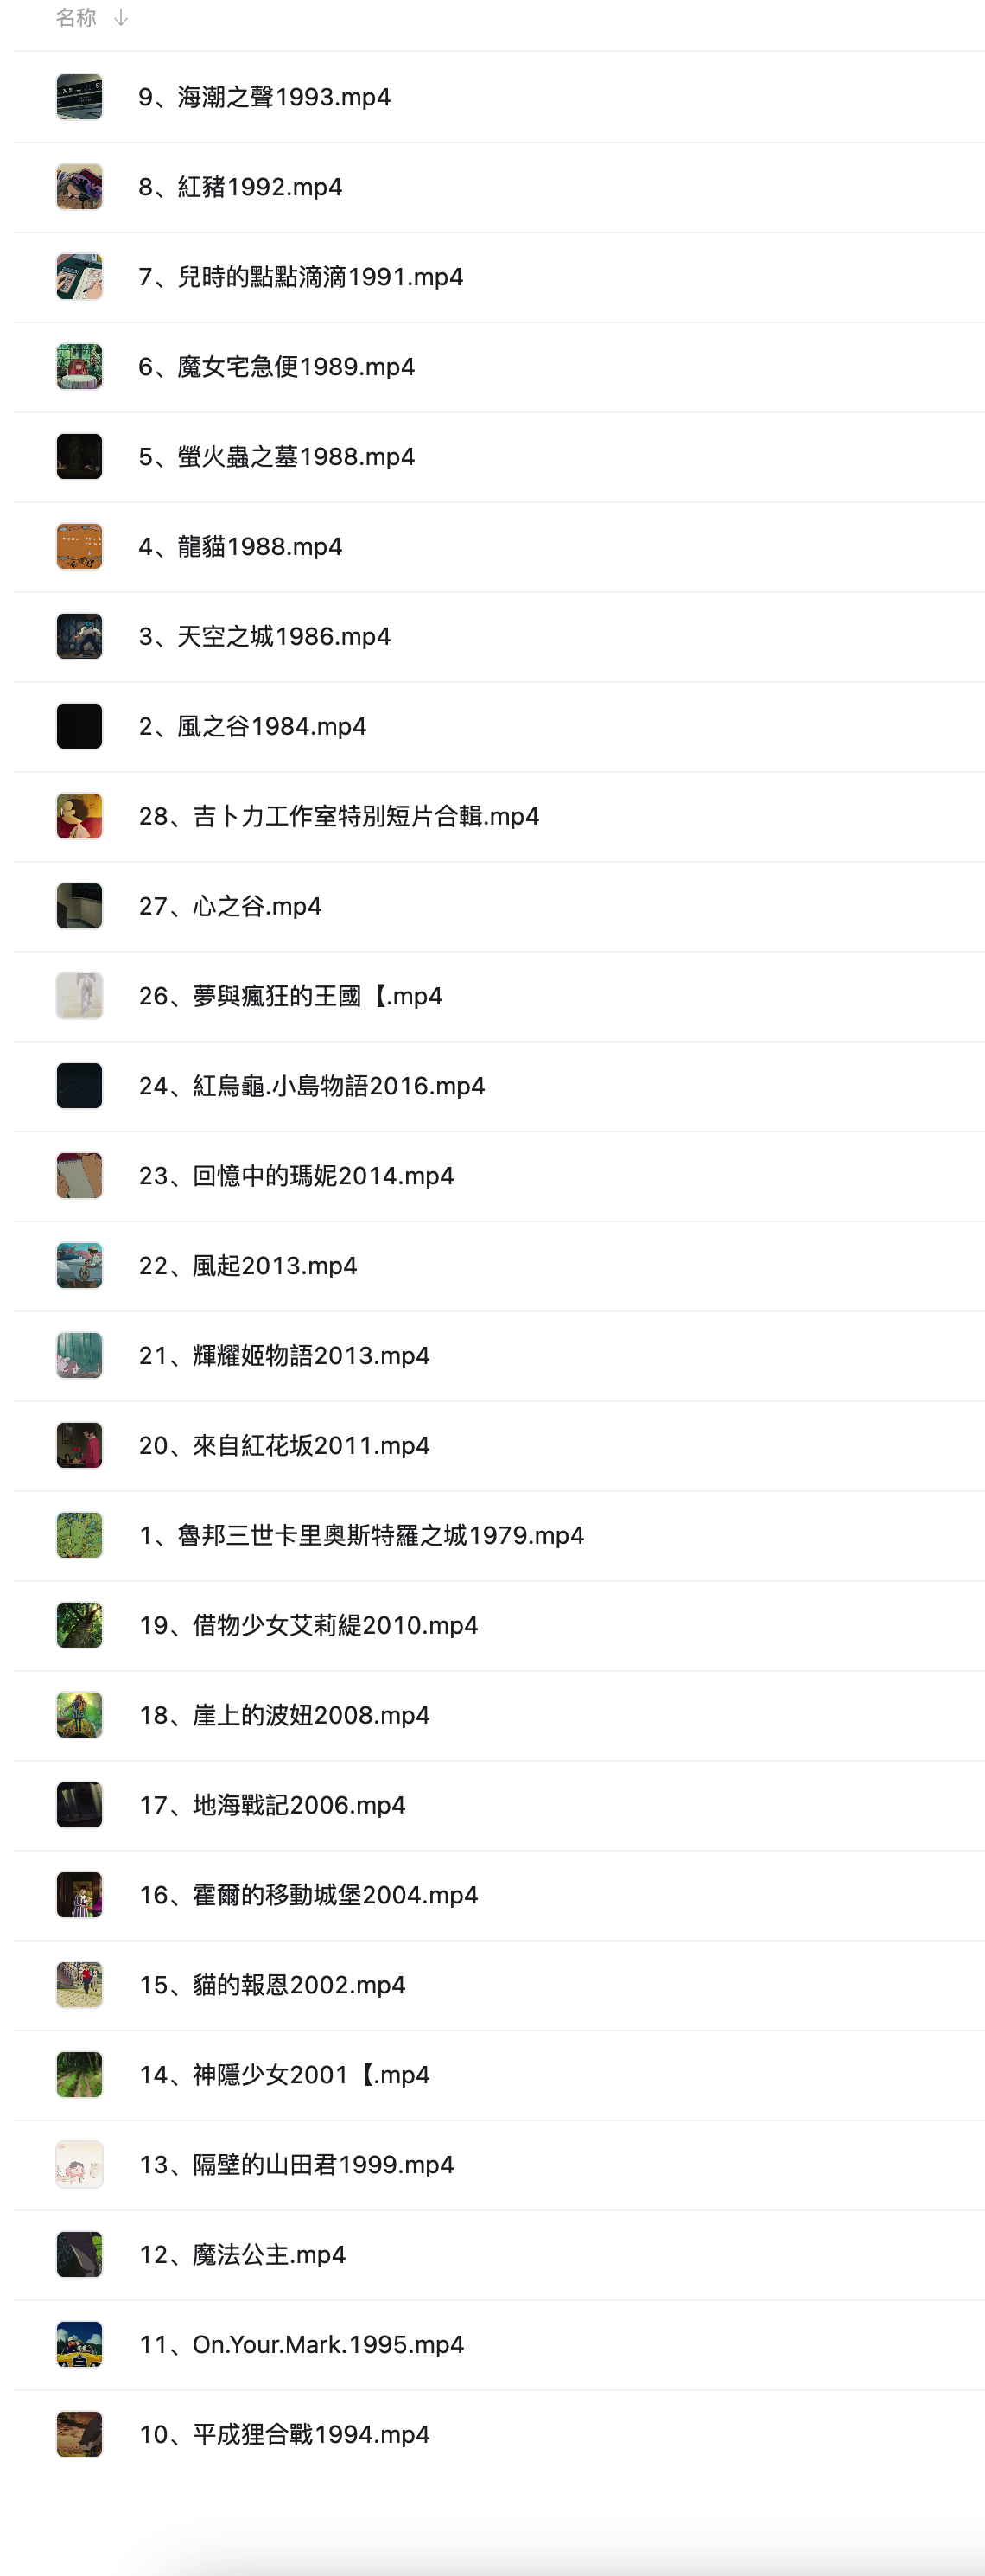 名称 ↓
9、海潮之聲1993.mp4
8、紅豬1992.mp4
7、兒時的點點滴滴1991.mp4
6、魔女宅急便1989.mp4
5、螢火蟲之墓1988.mp4
4、龍貓1988.mp4
3、天空之城1986.mp4
2、風之谷1984.mp4
28、吉卜力工作室特別短片合輯.mp4
27、心之谷.mp4
26、夢與瘋狂的王國【.mp4
24、紅烏龜.小島物語2016.mp4
23、回憶中的瑪妮2014.mp4
22、風起2013.mp4
21、輝耀姬物語2013.mp4
20、來自紅花坂2011.mp4
1、魯邦三世卡里奧斯特羅之城1979.mp4
19、借物少女艾莉緹2010.mp4
18、崖上的波妞2008.mp4
17、地海戰記2006.mp4
16、霍爾的移動城堡2004.mp4
15、貓的報恩2002.mp4
14、神隱少女2001【.mp4
13、隔壁的山田君1999.mp4
12、魔法公主.mp4
11、On.Your.Mark.1995.mp4
10、平成狸合戰1994.mp4